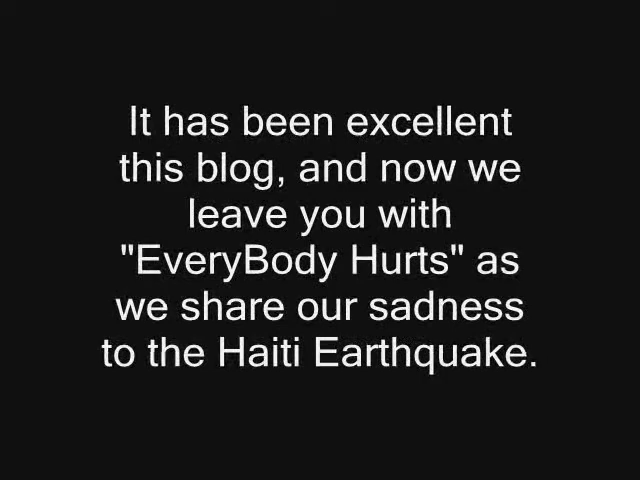 It has been excellent
this blog, and now we
leave you with
"EveryBody Hurts" as
we share our sadness
to the Haiti Earthquake.